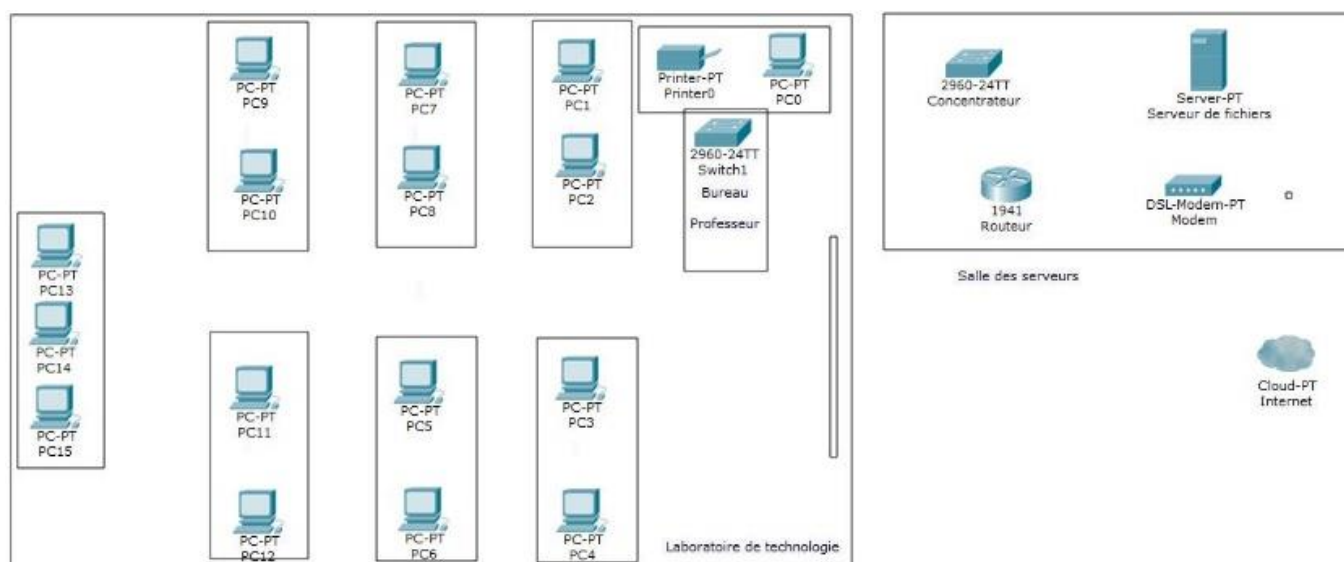 PC-PT
PC9
PC-PT
PC7
PC-PT
PC1
Printer-PT
Printer0
PC-PT
PC0
2960-24TT
Concentrateur
Server-PT
Serveur de fichiers
PC-PT
PC10
PC-PT
PC8
PC-PT
PC2
2960-24TT
Switch1
Bureau
Professeur
1941
Routeur
DSL-Modem-PT
Modem
Salle des serveurs
PC-PT
PC13
PC-PT
PC14
PC-PT
PC15
PC-PT
PC11
PC-PT
PC5
PC-PT
PC3
Cloud-PT
Internet
PC-PT
PC12
PC-PT
PC6
PC-PT
PC4
Laboratoire de technologie